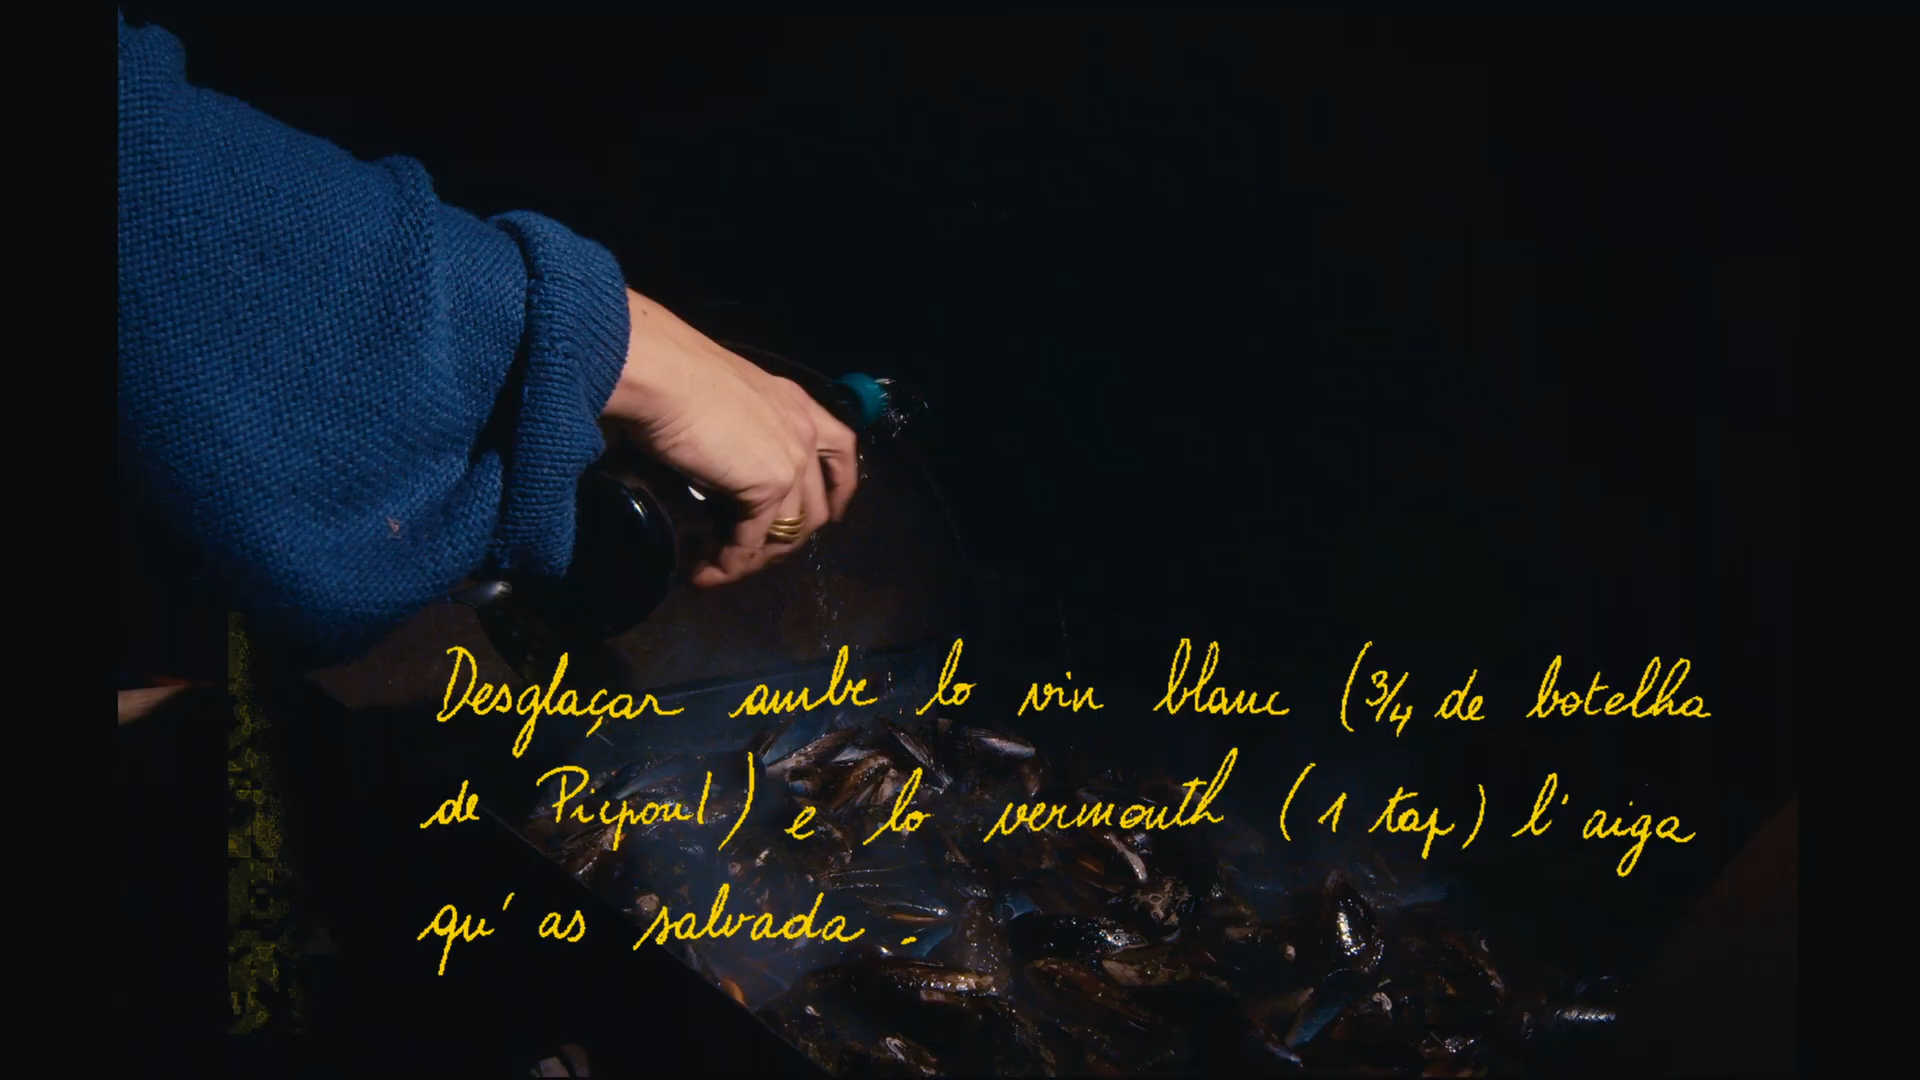 Desglaçar ambe lo vin blanc (3/4 de botelha
de Picpoul) e lo vermouth (1 tap) l'aiga
qu'as salvada.